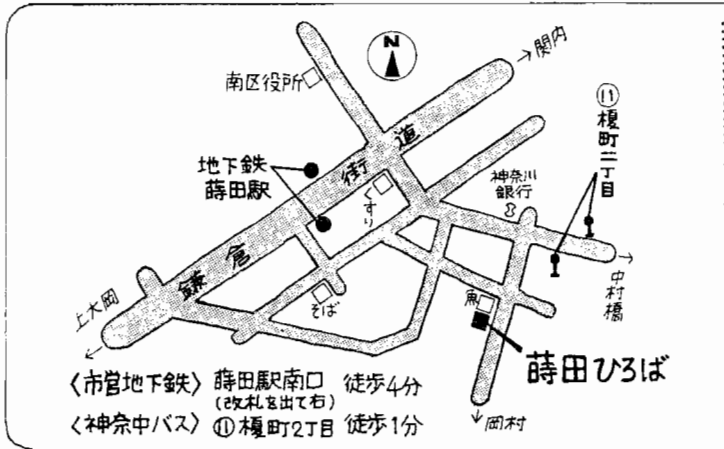 N
→関内
南区役所
⑪榎町二丁目
地下鉄
蒔田駅
鎌倉街道
くすり
神奈川
銀行
上大岡
←
そば
魚
→
中村橋
蒔田ひろば
↓岡村
〈市営地下鉄〉 蒔田駅南口 徒歩4分
(改札を出て右)
〈神奈中バス〉 ⑪榎町2丁目 徒歩1分